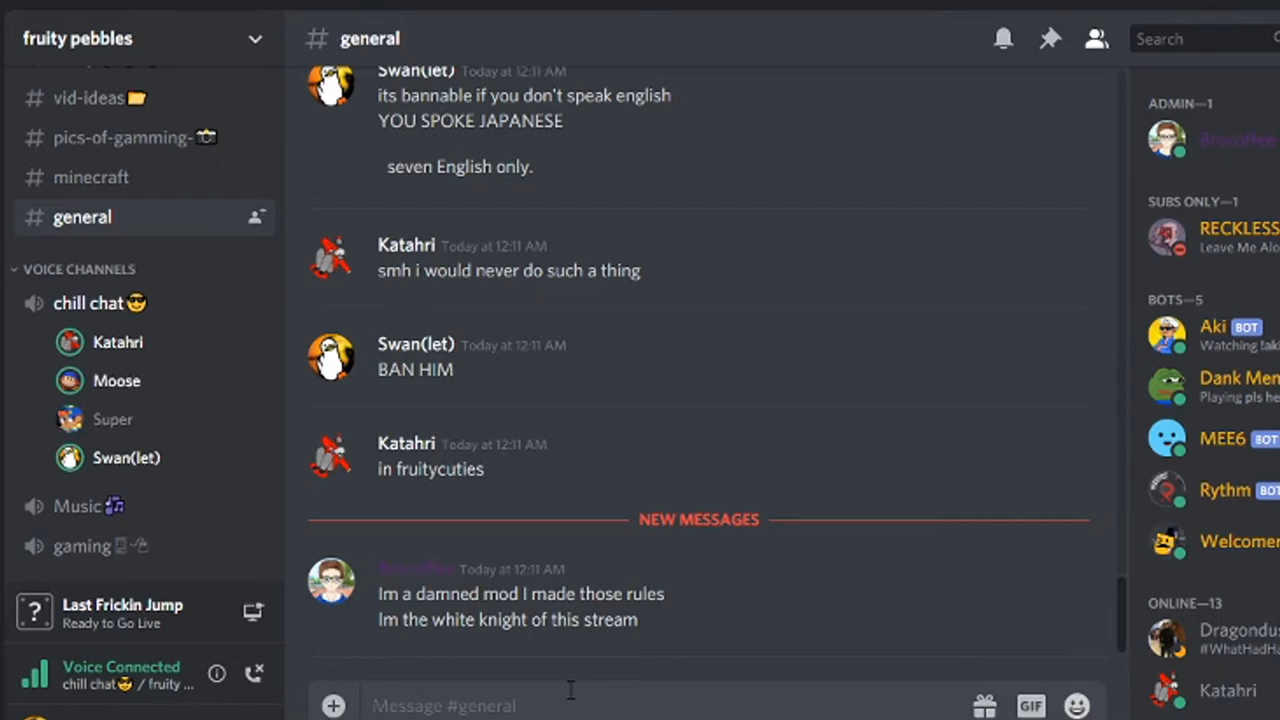 fruity pebbles
vid-ideas📁
pics-of-gamming-📷
# minecraft
# general
VOICE CHANNELS
chill chat😎
Katahri
Moose
Super
Swan(let)
Music🎶
gaming
Last Frickin Jump
Ready to Go Live
Voice Connected
chill chat😎 / fruity ...
# general
Search
Swan(let) Today at 12:11 AM
its bannable if you don't speak english
YOU SPOKE JAPANESE
seven English only.
Katahri Today at 12:11 AM
smh i would never do such a thing
Swan(let) Today at 12:11 AM
BAN HIM
Katahri Today at 12:11 AM
in fruitycuties
NEW MESSAGES
Brocoffee Today at 12:11 AM
Im a damned mod I made those rules
Im the white knight of this stream
Message #general
GIF
ADMIN—1
Brocoffee
SUBS ONLY—1
RECKLESS
Leave Me Alo
BOTS—5
Aki BOT
Watching !aki
Dank Mem
Playing pls he
MEE6 BOT
Rythm BOT
Welcomer
ONLINE—13
Dragondus
#WhatHadHa
Katahri